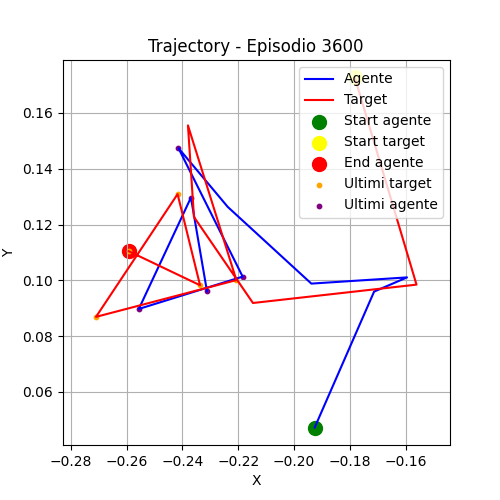 Trajectory - Episodio 3600
Agente
Target
Start agente
Start target
End agente
Ultimi target
Ultimi agente
Y
0.16
0.14
0.12
0.10
0.08
0.06
−0.28
−0.26
−0.24
−0.22
−0.20
−0.18
−0.16
X